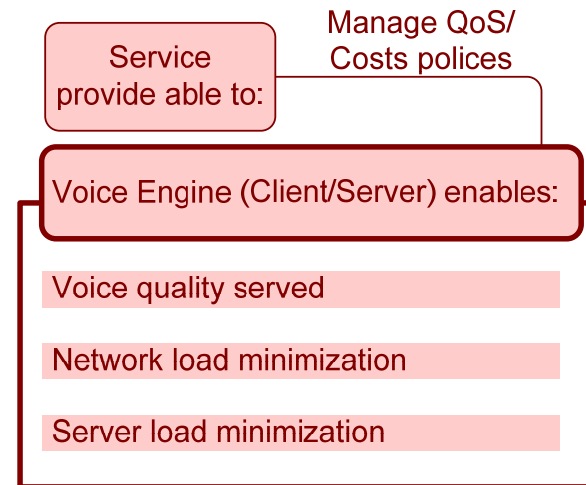 Manage QoS/
Costs polices
Service
provide able to:
Voice Engine (Client/Server) enables:
Voice quality served
Network load minimization
Server load minimization